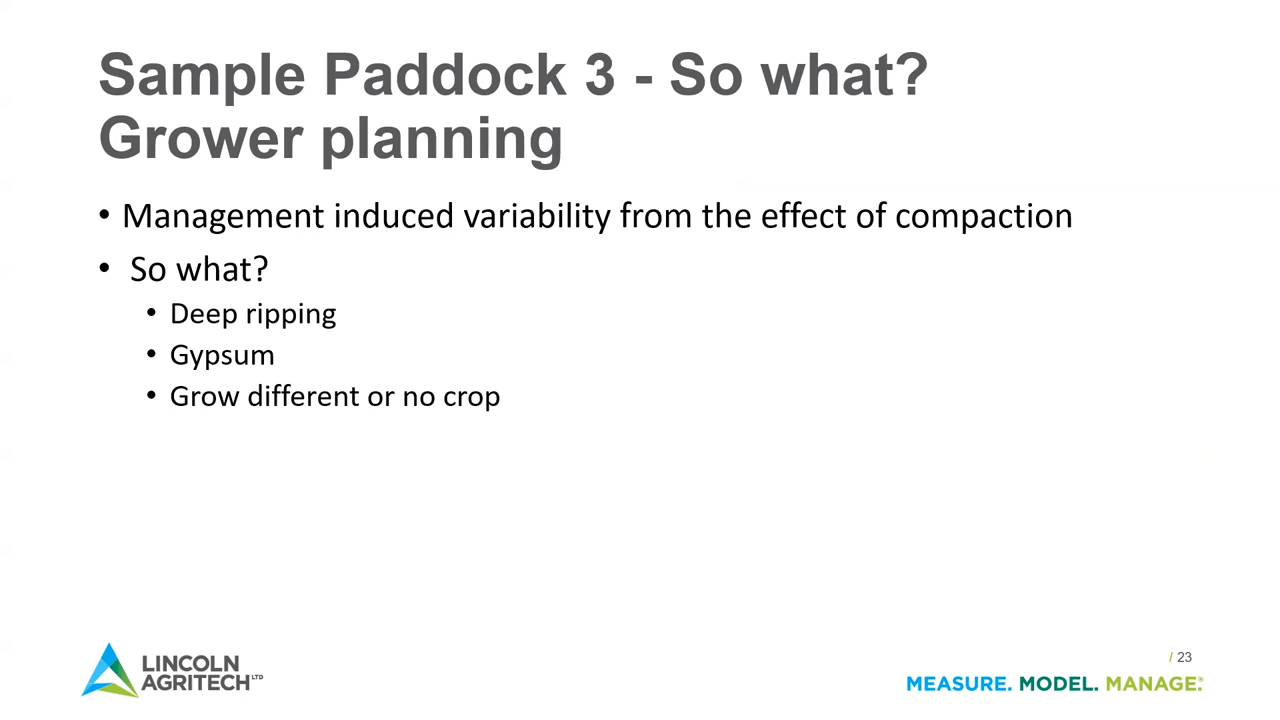 Sample Paddock 3 - So what?
Grower planning
• Management induced variability from the effect of compaction
• So what?
• Deep ripping
• Gypsum
• Grow different or no crop
LINCOLN
AGRITECH LTD
/ 23
MEASURE. MODEL. MANAGE.®